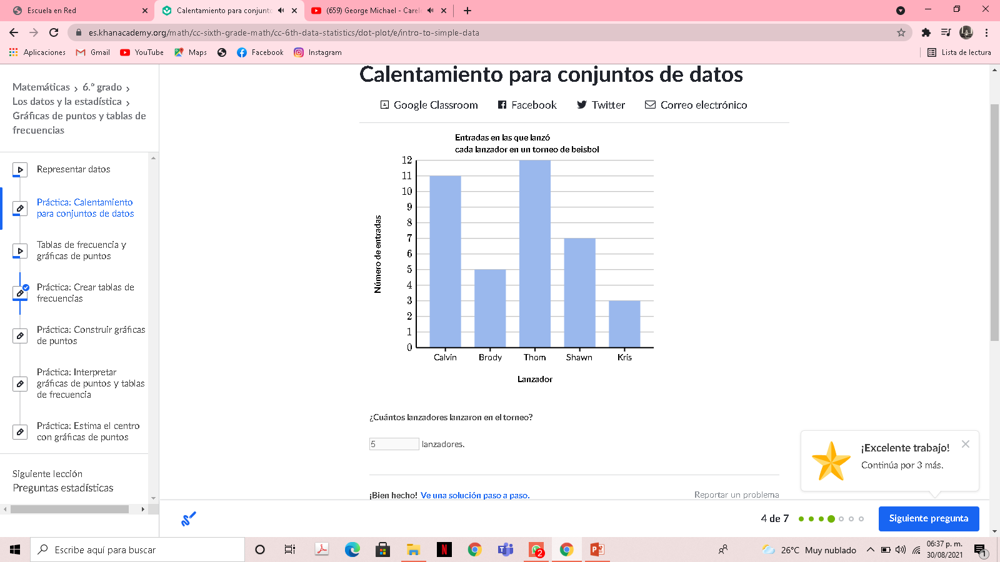 Escuela en Red
Calentamiento para conjunto
(659) George Michael - Carel
es.khanacademy.org/math/cc-sixth-grade-math/cc-6th-data-statistics/dot-plot/e/intro-to-simple-data
Aplicaciones
Gmail
YouTube
Maps
Facebook
Instagram
Lista de lectura
Matemáticas
6.º grado
Los datos y la estadística
Gráficas de puntos y tablas de
frecuencias
Representar datos
Práctica: Calentamiento
para conjuntos de datos
Tablas de frecuencia y
gráficas de puntos
Práctica: Crear tablas de
frecuencias
Práctica: Construir gráficas
de puntos
Práctica: Interpretar
gráficas de puntos y tablas
de frecuencia
Práctica: Estima el centro
con gráficas de puntos
Siguiente lección
Preguntas estadísticas
Calentamiento para conjuntos de datos
Google Classroom
Facebook
Twitter
Correo electrónico
Entradas en las que lanzó
cada lanzador en un torneo de beisbol
Número de entradas
12
11
10
9
8
7
6
5
4
3
2
1
0
Calvin
Brody
Thom
Shawn
Kris
Lanzador
¿Cuántos lanzadores lanzaron en el torneo?
5 lanzadores.
¡Bien hecho! Ve una solución paso a paso.
Reportar un problema
¡Excelente trabajo!
Continúa por 3 más.
4 de 7
Siguiente pregunta
Escribe aquí para buscar
2
26°C Muy nublado
06:37 p. m.
30/08/2021
1